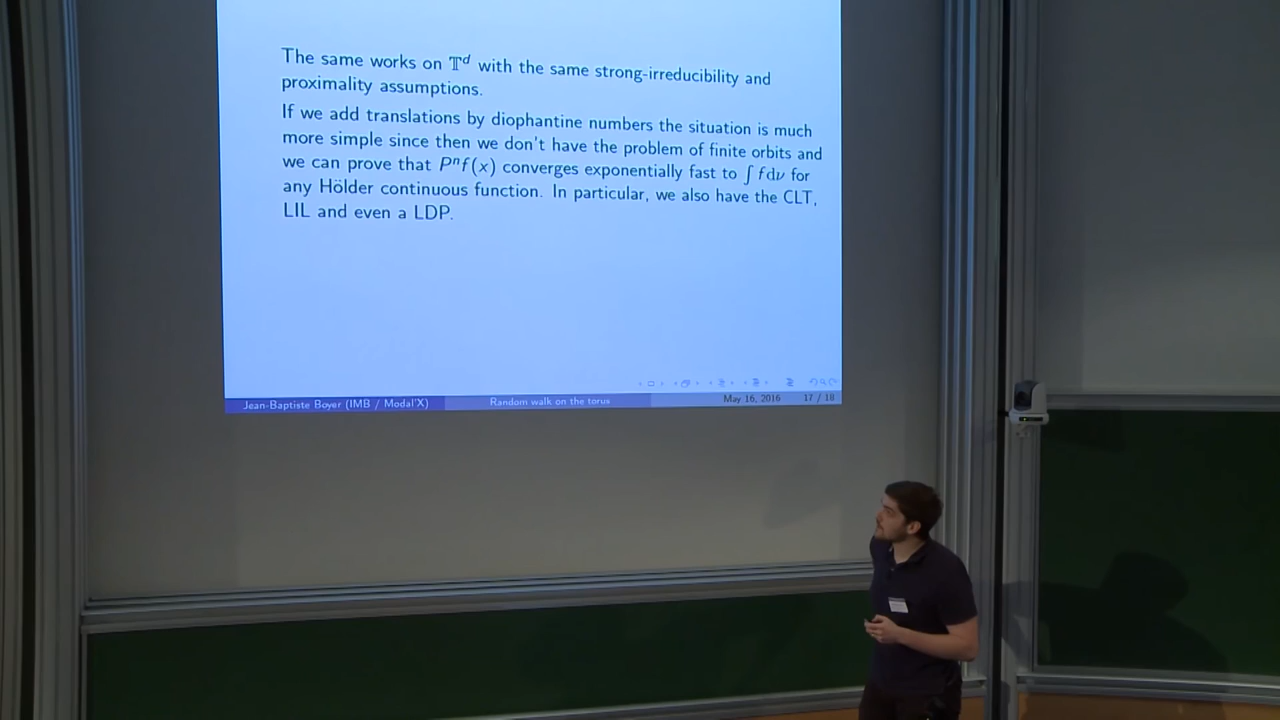 The same works on 𝕋ᵈ with the same strong-irreducibility and
proximality assumptions.
If we add translations by diophantine numbers the situation is much
more simple since then we don't have the problem of finite orbits and
we can prove that Pⁿf(x) converges exponentially fast to ∫ fdν for
any Hölder continuous function. In particular, we also have the CLT,
LIL and even a LDP.
Jean-Baptiste Boyer (IMB / Modal'X) Random walk on the torus May 16, 2016 17 / 18